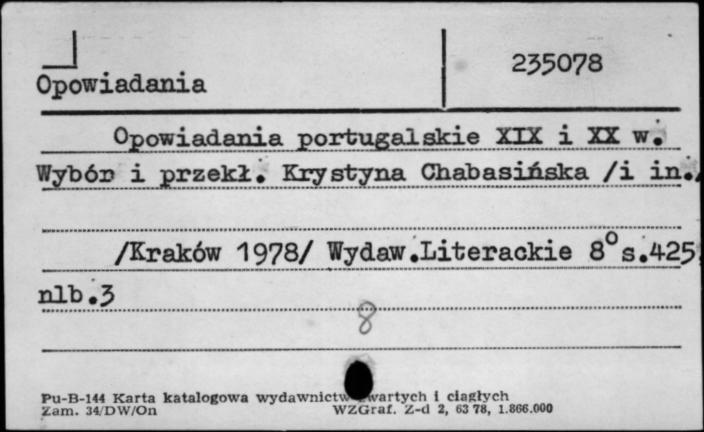 235078
Opowiadania
Opowiadania portugalskie XIX i XX w.
Wybór i przekł. Krystyna Chabasińska /i in./
/Kraków 1978/ Wydaw.Literackie 8° s.425,
nlb.3
8
Pu-B-144 Karta katalogowa wydawnictw zwartych i ciągłych
Zam. 34/DW/On WZGraf. Z-d 2, 63 78, 1.866.000